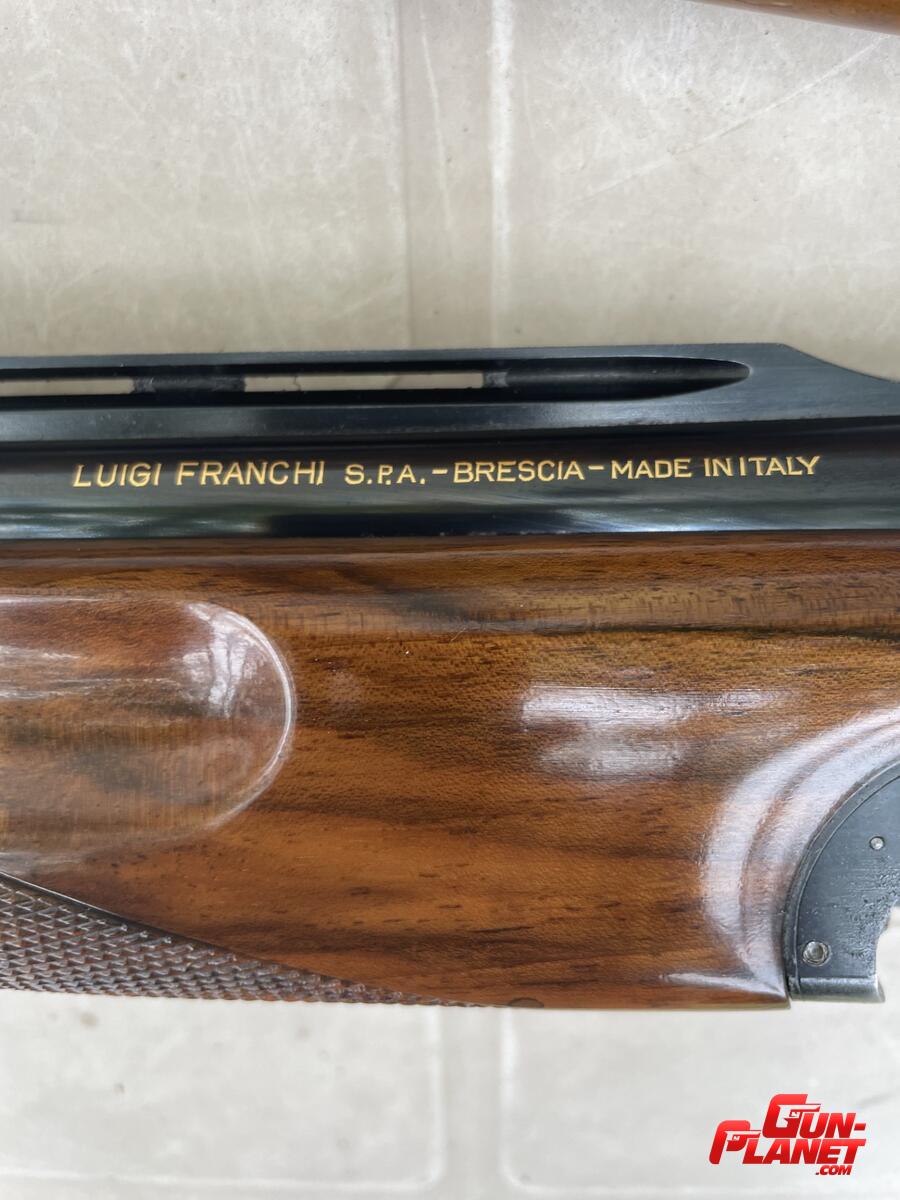 LUIGI FRANCHI S.P.A. - BRESCIA - MADE IN ITALY
GUN-
PLANET
.COM